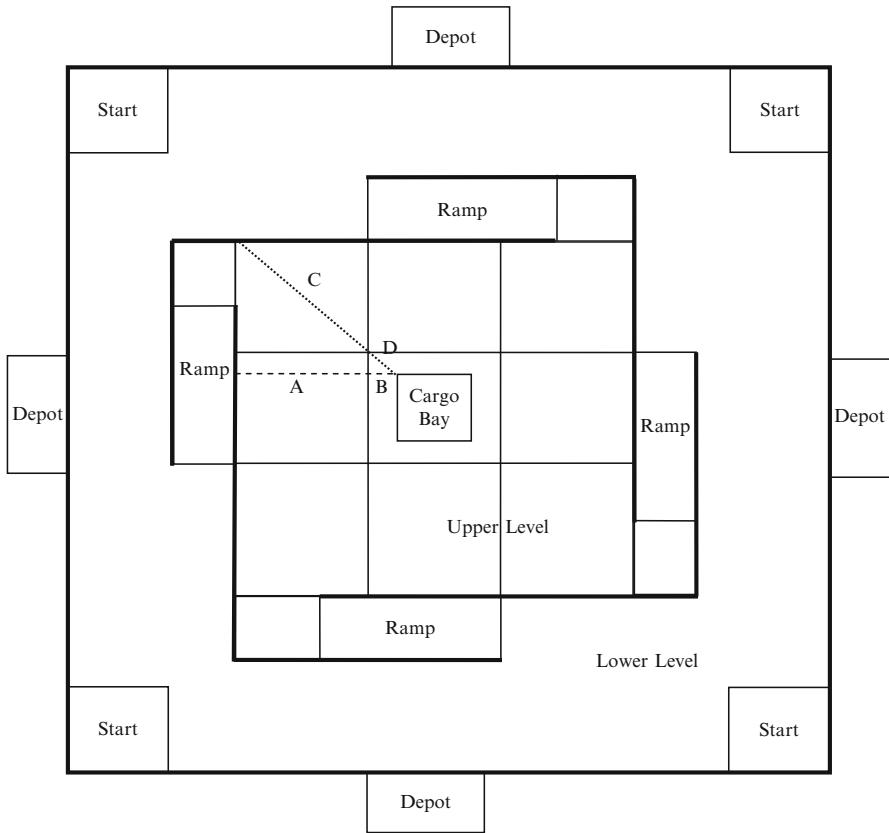 Depot
Start
Start
Ramp
C
D
Ramp
A
B
Cargo
Bay
Depot
Depot
Ramp
Upper Level
Ramp
Lower Level
Start
Start
Depot